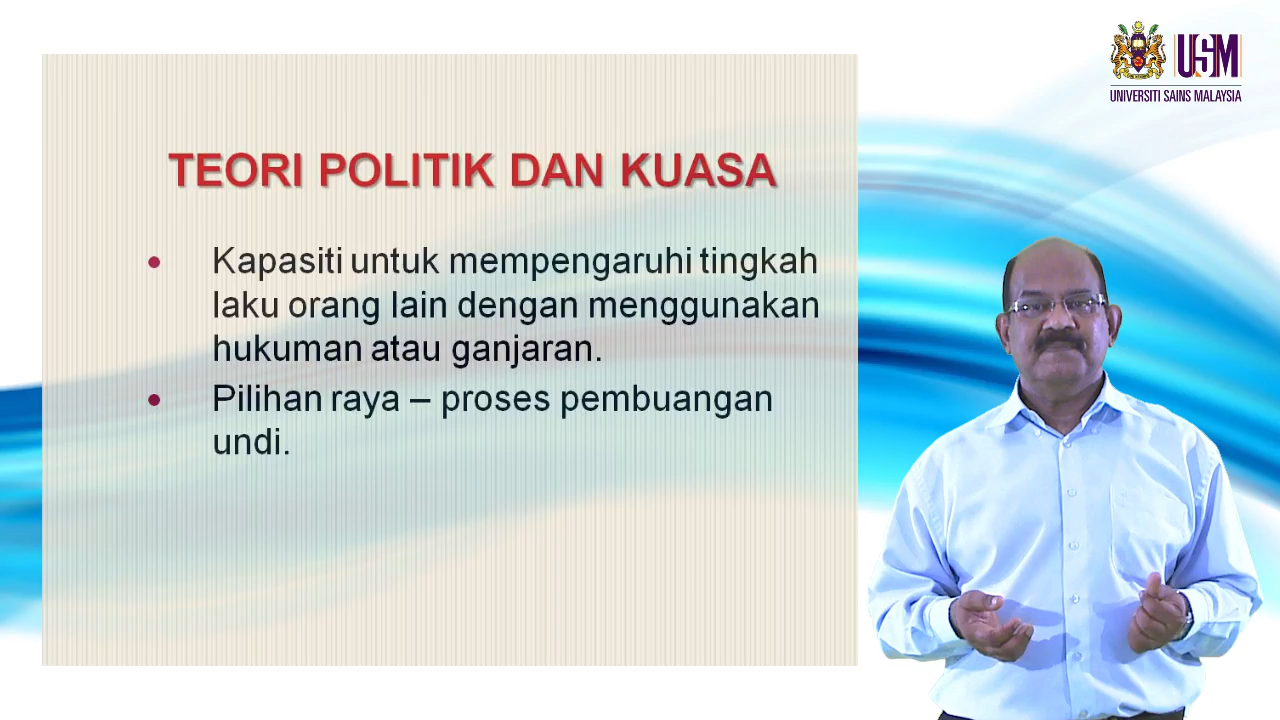 USM
UNIVERSITI SAINS MALAYSIA
TEORI POLITIK DAN KUASA
• Kapasiti untuk mempengaruhi tingkah
laku orang lain dengan menggunakan
hukuman atau ganjaran.
• Pilihan raya – proses pembuangan
undi.